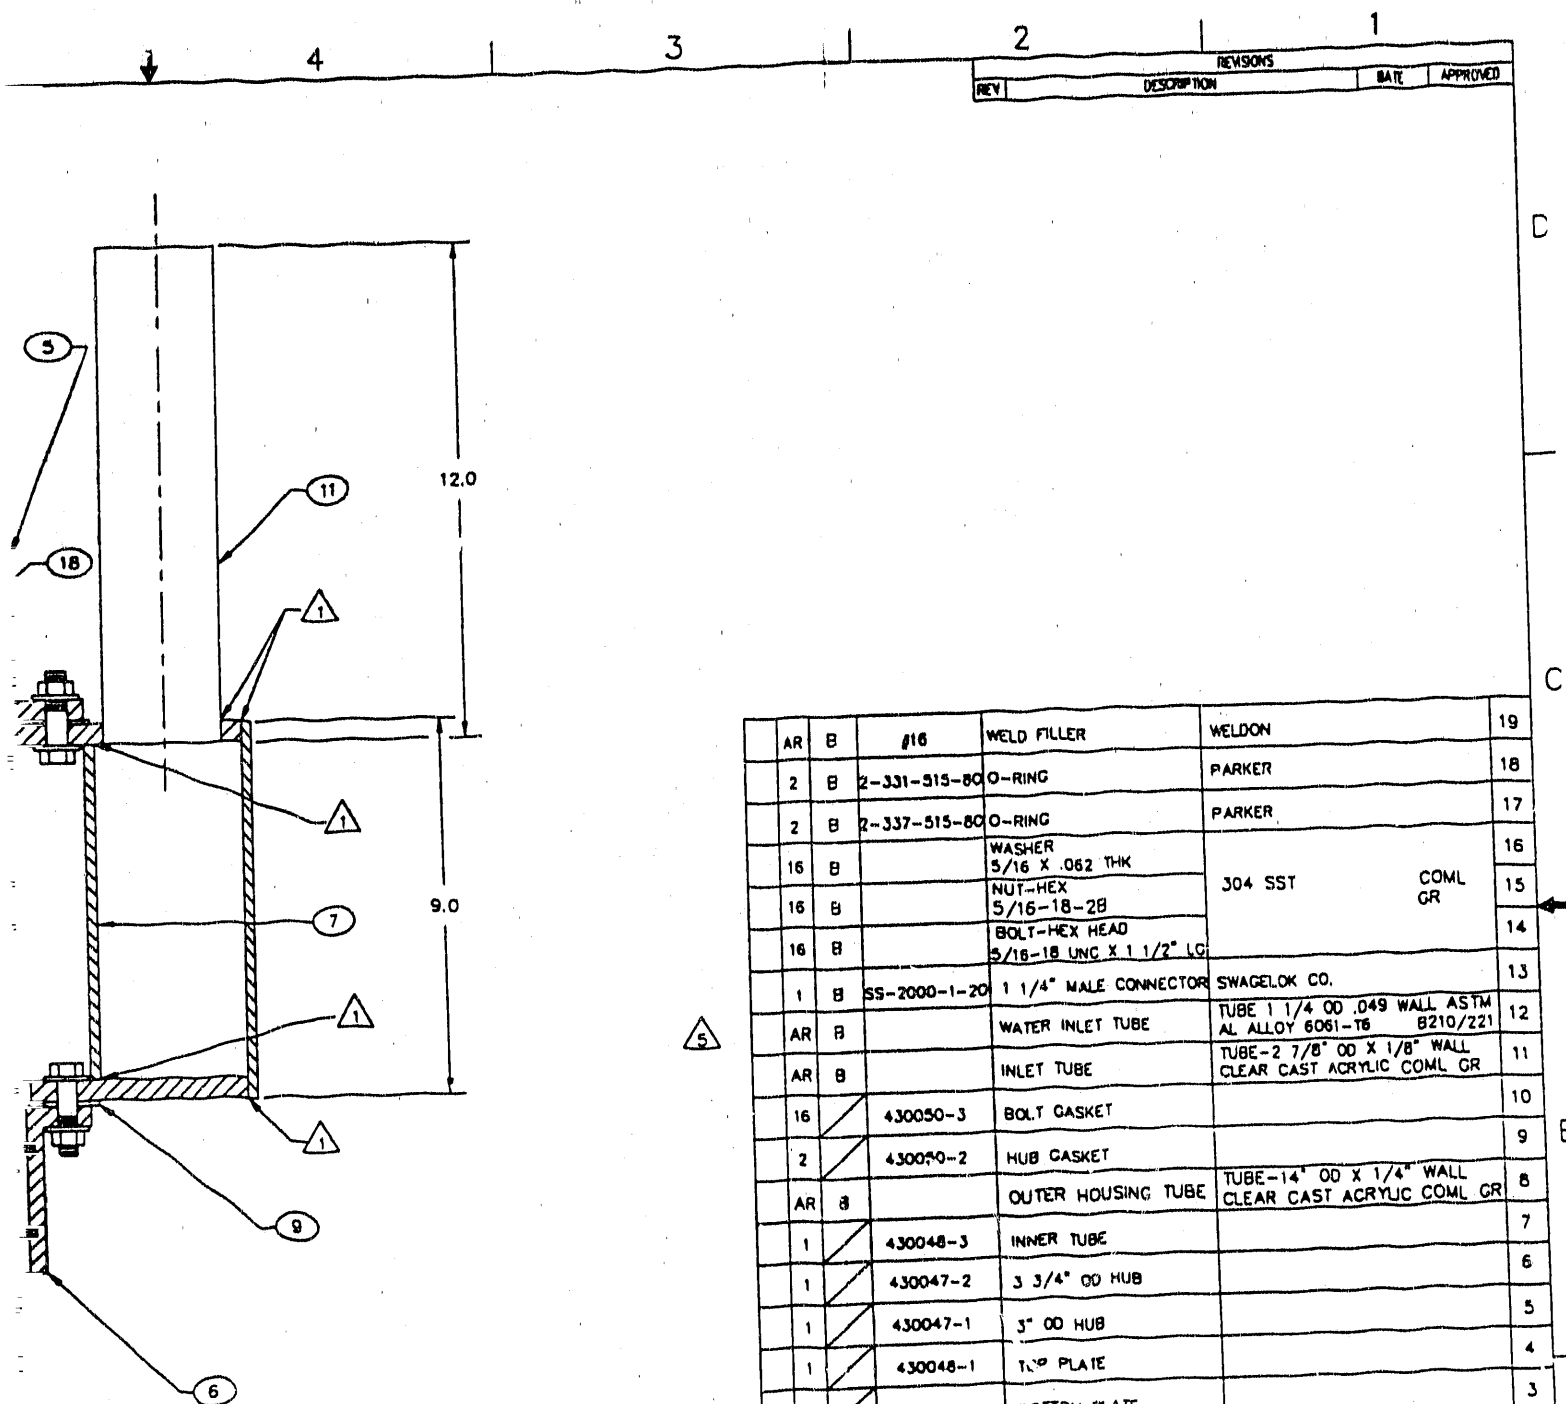 4 3 2 1
REVISIONS
REV DESCRIPTION DATE APPROVED
D
5
12.0
11
18
1
C
1
9.0
7
1
5
1
9
6
AR B #16 WELD FILLER WELDON 19
2 B 2-331-515-80 O-RING PARKER 18
2 B 2-337-515-80 O-RING PARKER 17
16 B WASHER 16
5/16 X .062 THK
304 SST COML GR
16 B NUT-HEX 15
5/16-18-2B
16 B BOLT-HEX HEAD 14
5/16-18 UNC X 1 1/2" LG
1 B SS-2000-1-20 1 1/4" MALE CONNECTOR SWAGELOK CO. 13
AR B WATER INLET TUBE TUBE 1 1/4 OD .049 WALL ASTM 12
AL ALLOY 6061-T6 B210/221
AR B INLET TUBE TUBE-2 7/8" OD X 1/8" WALL 11
CLEAR CAST ACRYLIC COML GR
16 430050-3 BOLT GASKET 10
2 430050-2 HUB GASKET 9
AR B OUTER HOUSING TUBE TUBE-14" OD X 1/4" WALL 8
CLEAR CAST ACRYLIC COML GR
1 430048-3 INNER TUBE 7
1 430047-2 3 3/4" OD HUB 6
1 430047-1 3" OD HUB 5
1 430048-1 TOP PLATE 4
3